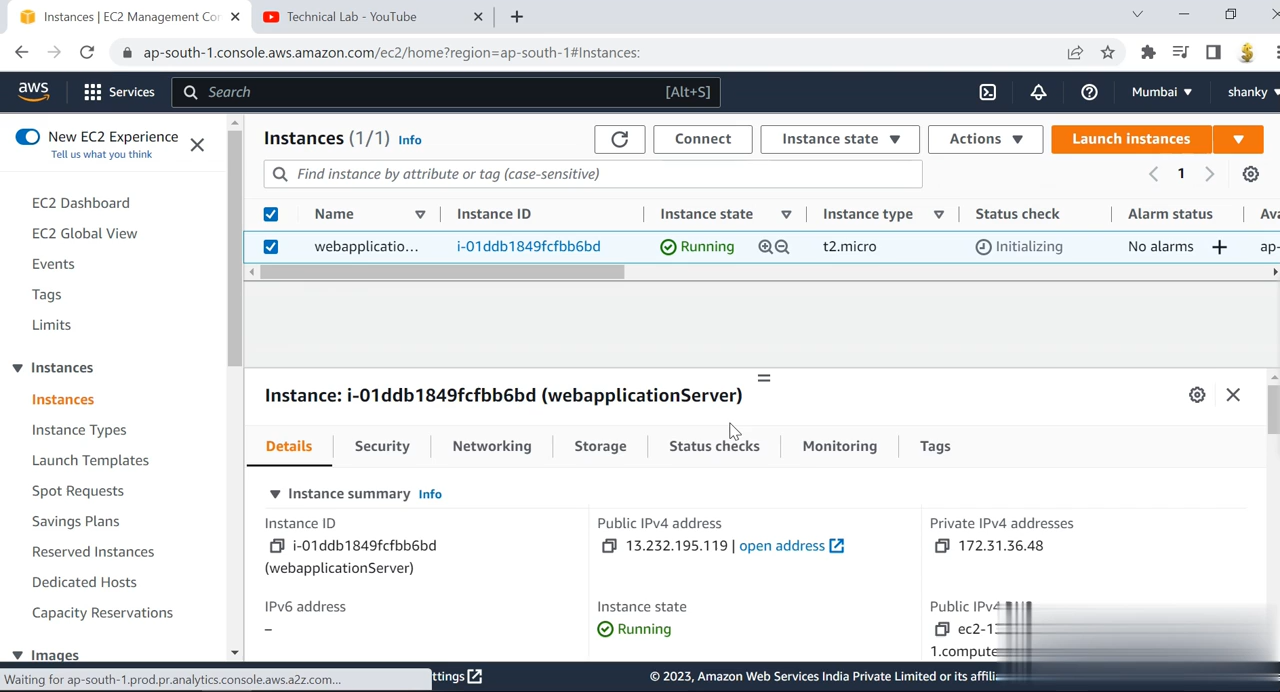 Instances | EC2 Management Co
Technical Lab - YouTube
ap-south-1.console.aws.amazon.com/ec2/home?region=ap-south-1#Instances:
aws
Services
Search
[Alt+S]
Mumbai
shanky
New EC2 Experience
Tell us what you think
EC2 Dashboard
EC2 Global View
Events
Tags
Limits
Instances
Instances
Instance Types
Launch Templates
Spot Requests
Savings Plans
Reserved Instances
Dedicated Hosts
Capacity Reservations
Images
Instances (1/1) Info
Connect
Instance state
Actions
Launch instances
Find instance by attribute or tag (case-sensitive)
1
Name
Instance ID
Instance state
Instance type
Status check
Alarm status
Ava
webapplicatio...
i-01ddb1849fcfbb6bd
Running
t2.micro
Initializing
No alarms
ap-
Instance: i-01ddb1849fcfbb6bd (webapplicationServer)
Details
Security
Networking
Storage
Status checks
Monitoring
Tags
Instance summary Info
Instance ID
i-01ddb1849fcfbb6bd
(webapplicationServer)
Public IPv4 address
13.232.195.119 | open address
Private IPv4 addresses
172.31.36.48
IPv6 address
–
Instance state
Running
Public IPv4
ec2-1
1.compute
Waiting for ap-south-1.prod.pr.analytics.console.aws.a2z.com...
ttings
© 2023, Amazon Web Services India Private Limited or its affili